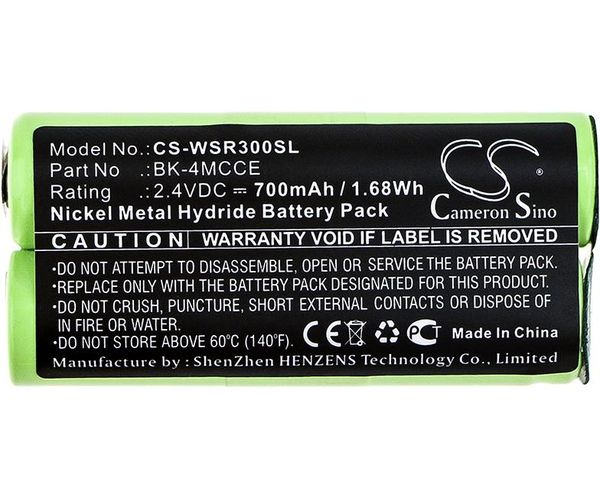 Model No. :CS-WSR300SL
Part No :BK-4MCCE
Rating :2.4VDC ⎓ 700mAh / 1.68Wh
Nickel Metal Hydride Battery Pack
CS
Cameron Sino
CAUTION WARRANTY VOID IF LABEL IS REMOVED
•DO NOT ATTEMPT TO DISASSEMBLE, OPEN OR SERVICE THE BATTERY PACK.
•REPLACE ONLY WITH THE BATTERY PACK DESIGNATED FOR THIS PRODUCT.
•DO NOT CRUSH, PUNCTURE, SHORT EXTERNAL CONTACTS OR DISPOSE OF
IN FIRE OR WATER.
•DO NOT STORE ABOVE 60℃ (140℉). CE PCT Made In China
Made by : ShenZhen HENZENS Technology Co., Limited